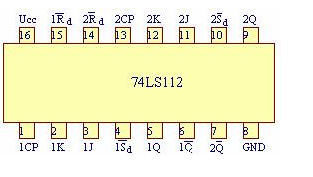 Ucc 1R̅d 2R̅d 2CP 2K 2J 2S̅d 2Q
16 15 14 13 12 11 10 9
74LS112
1 2 3 4 5 6 7 8
1CP 1K 1J 1S̅d 1Q 1Q̅ 2Q̅ GND